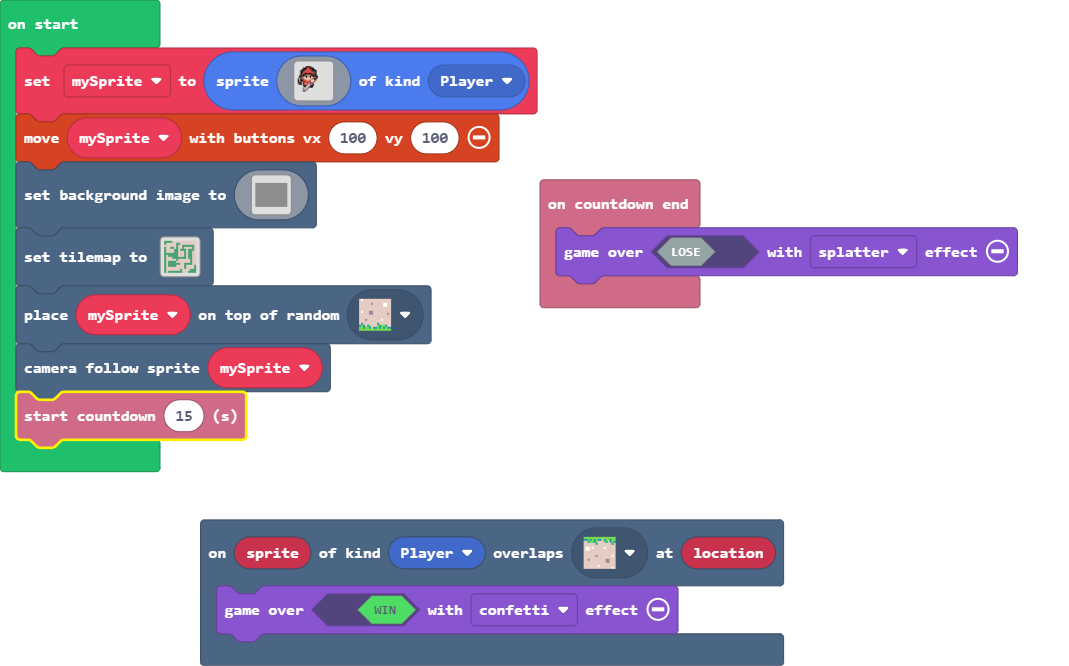 on start
set mySprite to sprite of kind Player
move mySprite with buttons vx 100 vy 100
set background image to
set tilemap to
place mySprite on top of random
camera follow sprite mySprite
start countdown 15 (s)
on countdown end
game over LOSE with splatter effect
on sprite of kind Player overlaps at location
game over WIN with confetti effect